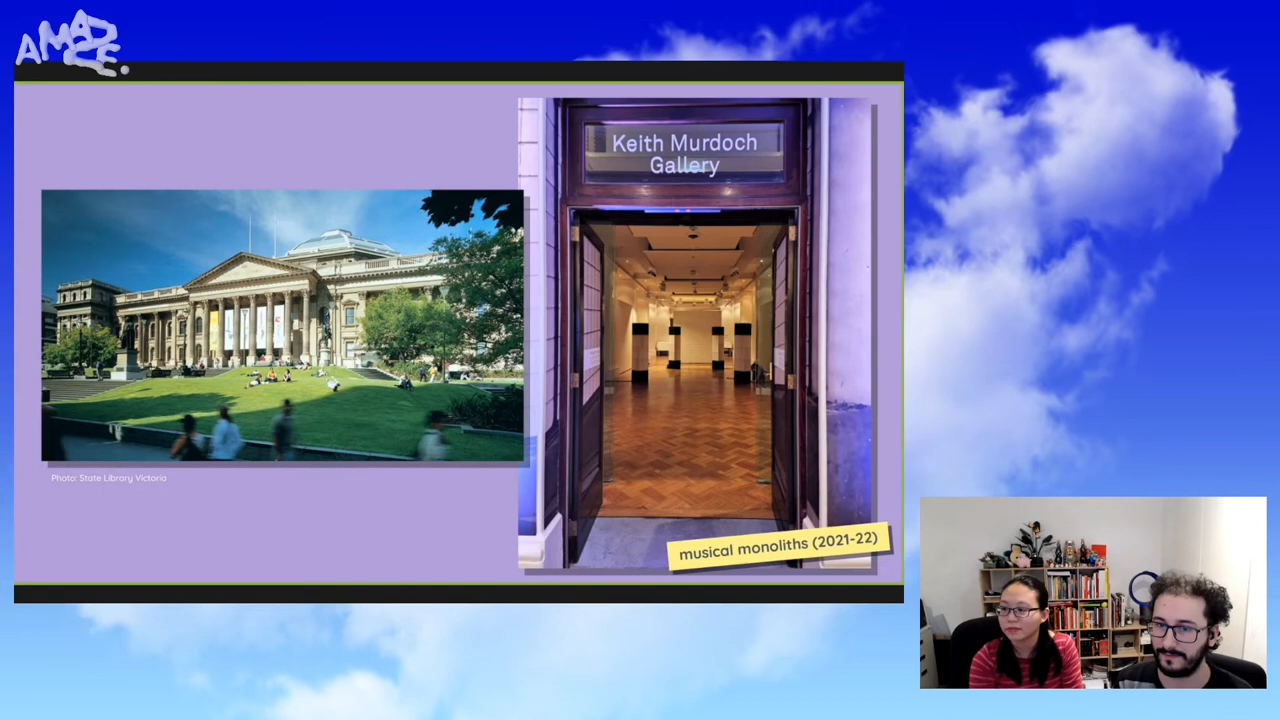 AMAZE.
Keith Murdoch
Gallery
Photo: State Library Victoria
musical monoliths (2021-22)